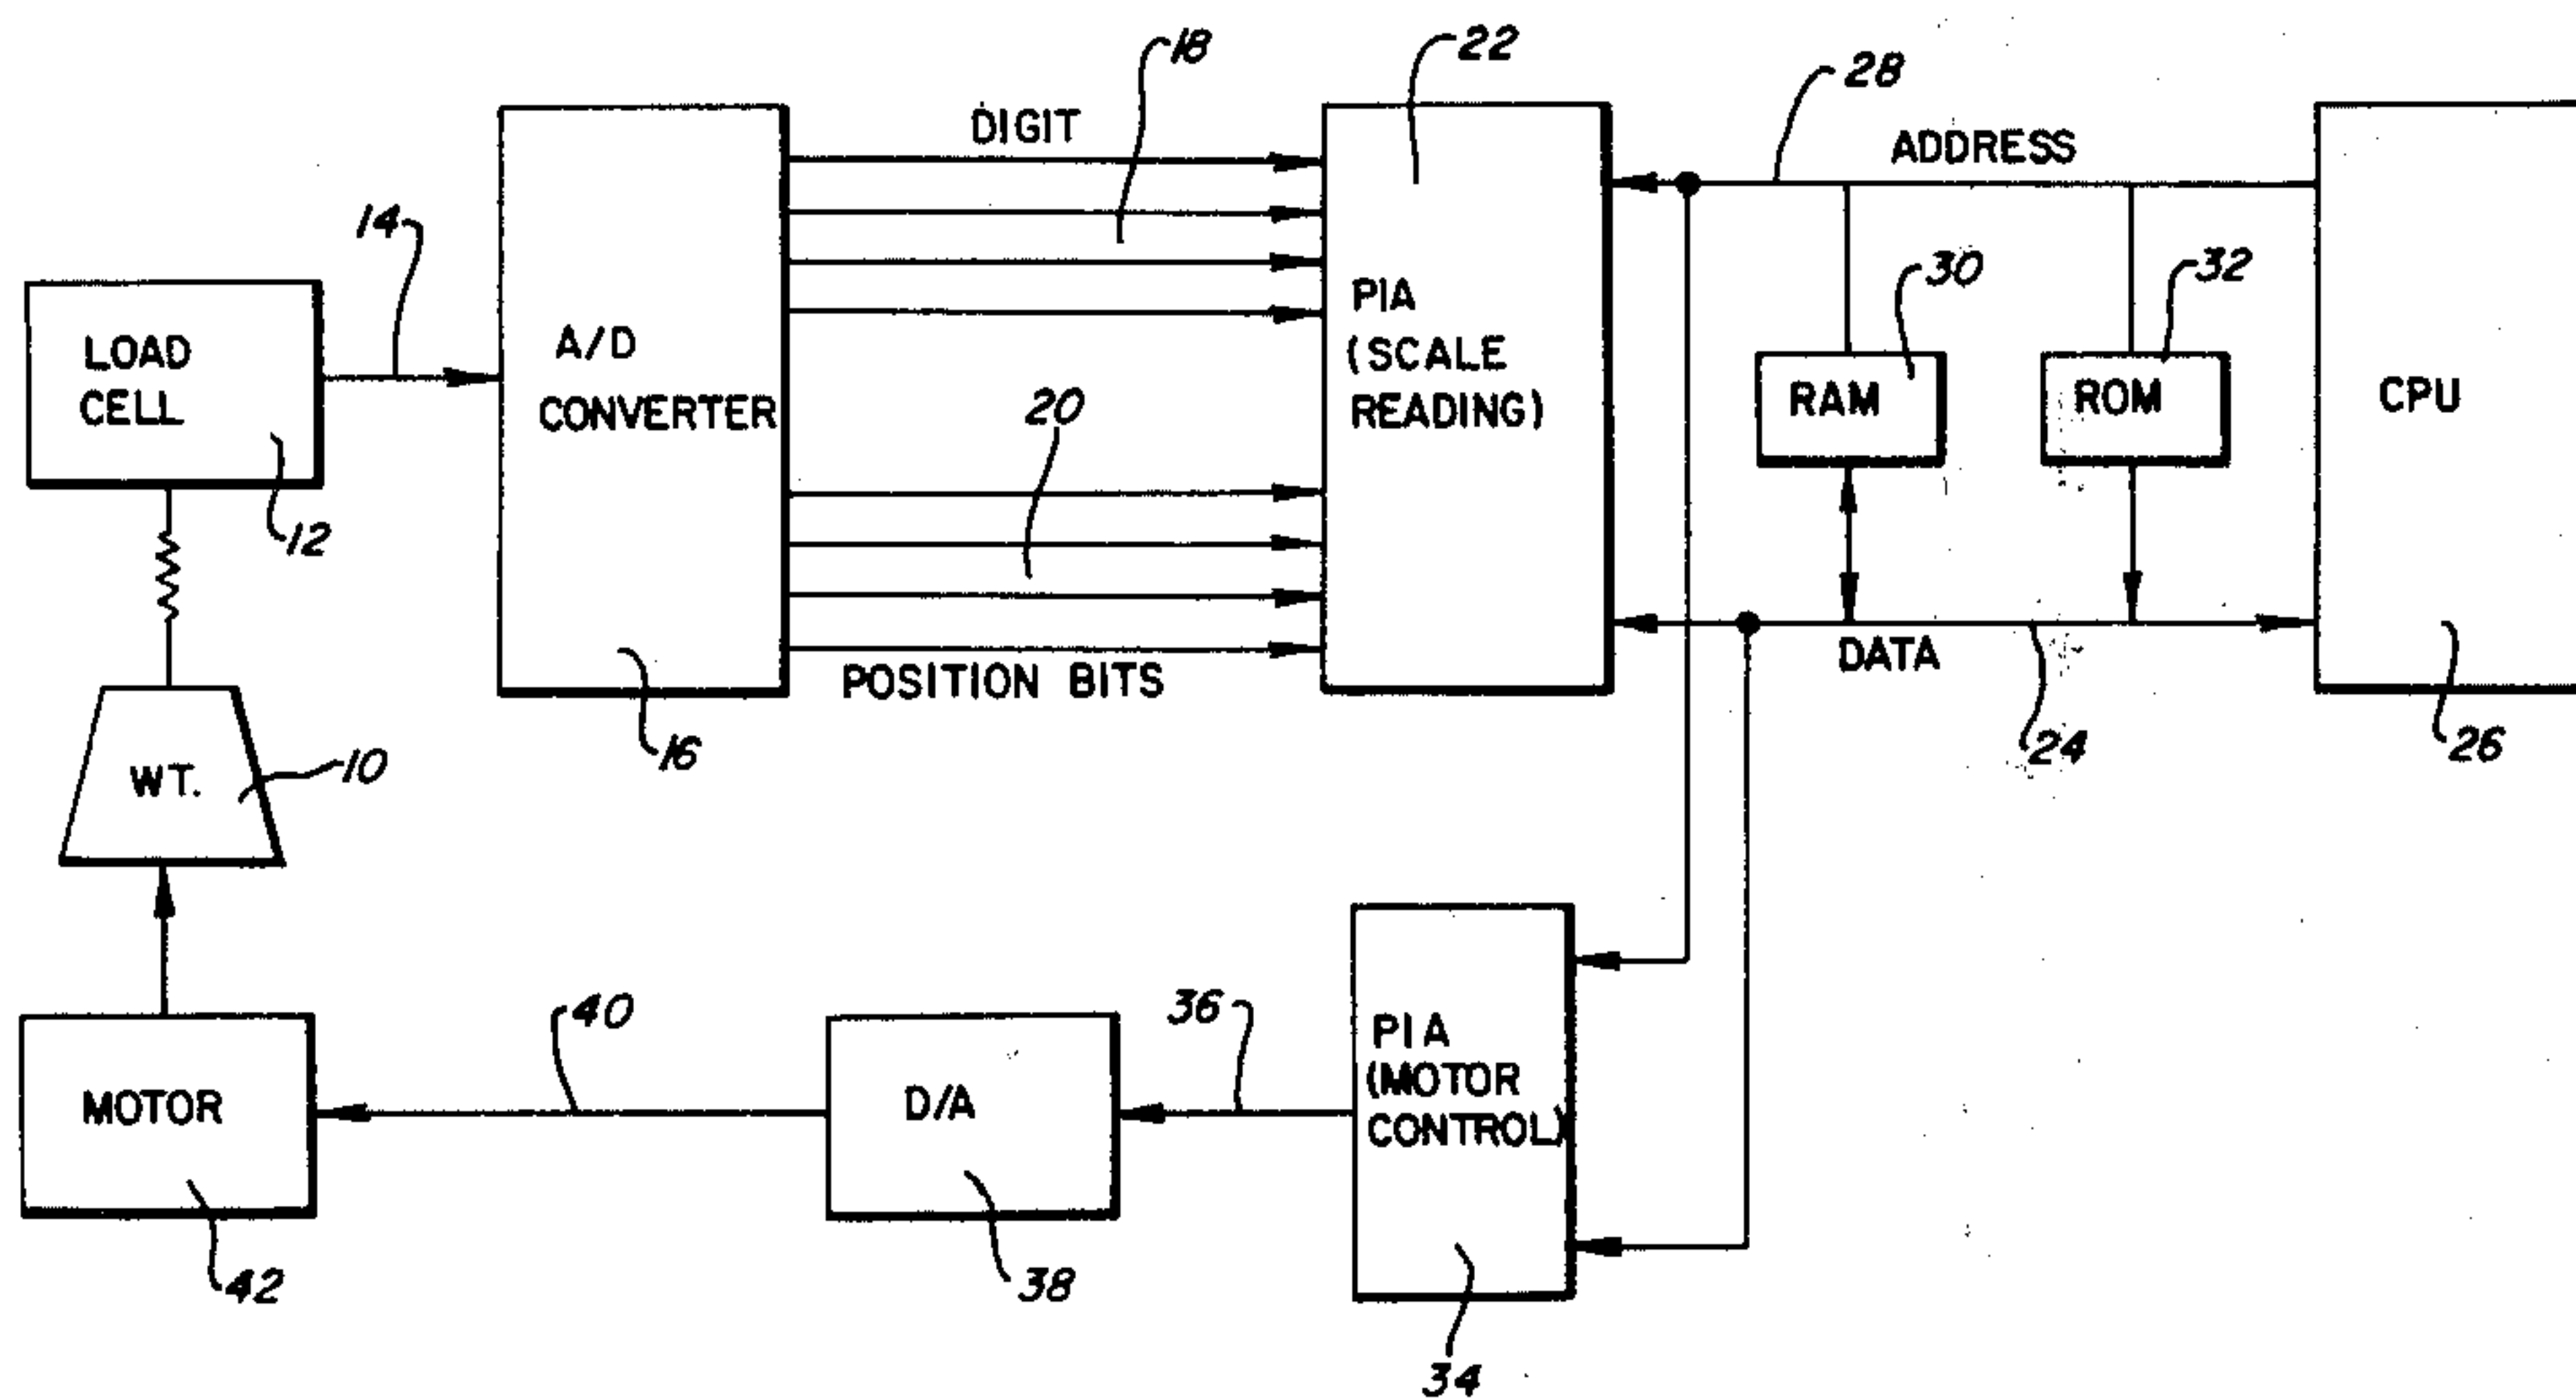 18
22
28
DIGIT
ADDRESS
14
30
32
LOAD
CELL
A/D
CONVERTER
PIA
(SCALE
READING)
RAM
ROM
CPU
20
12
POSITION BITS
DATA
16
24
26
WT.
10
40
36
PIA
(MOTOR
CONTROL)
MOTOR
D/A
42
38
34